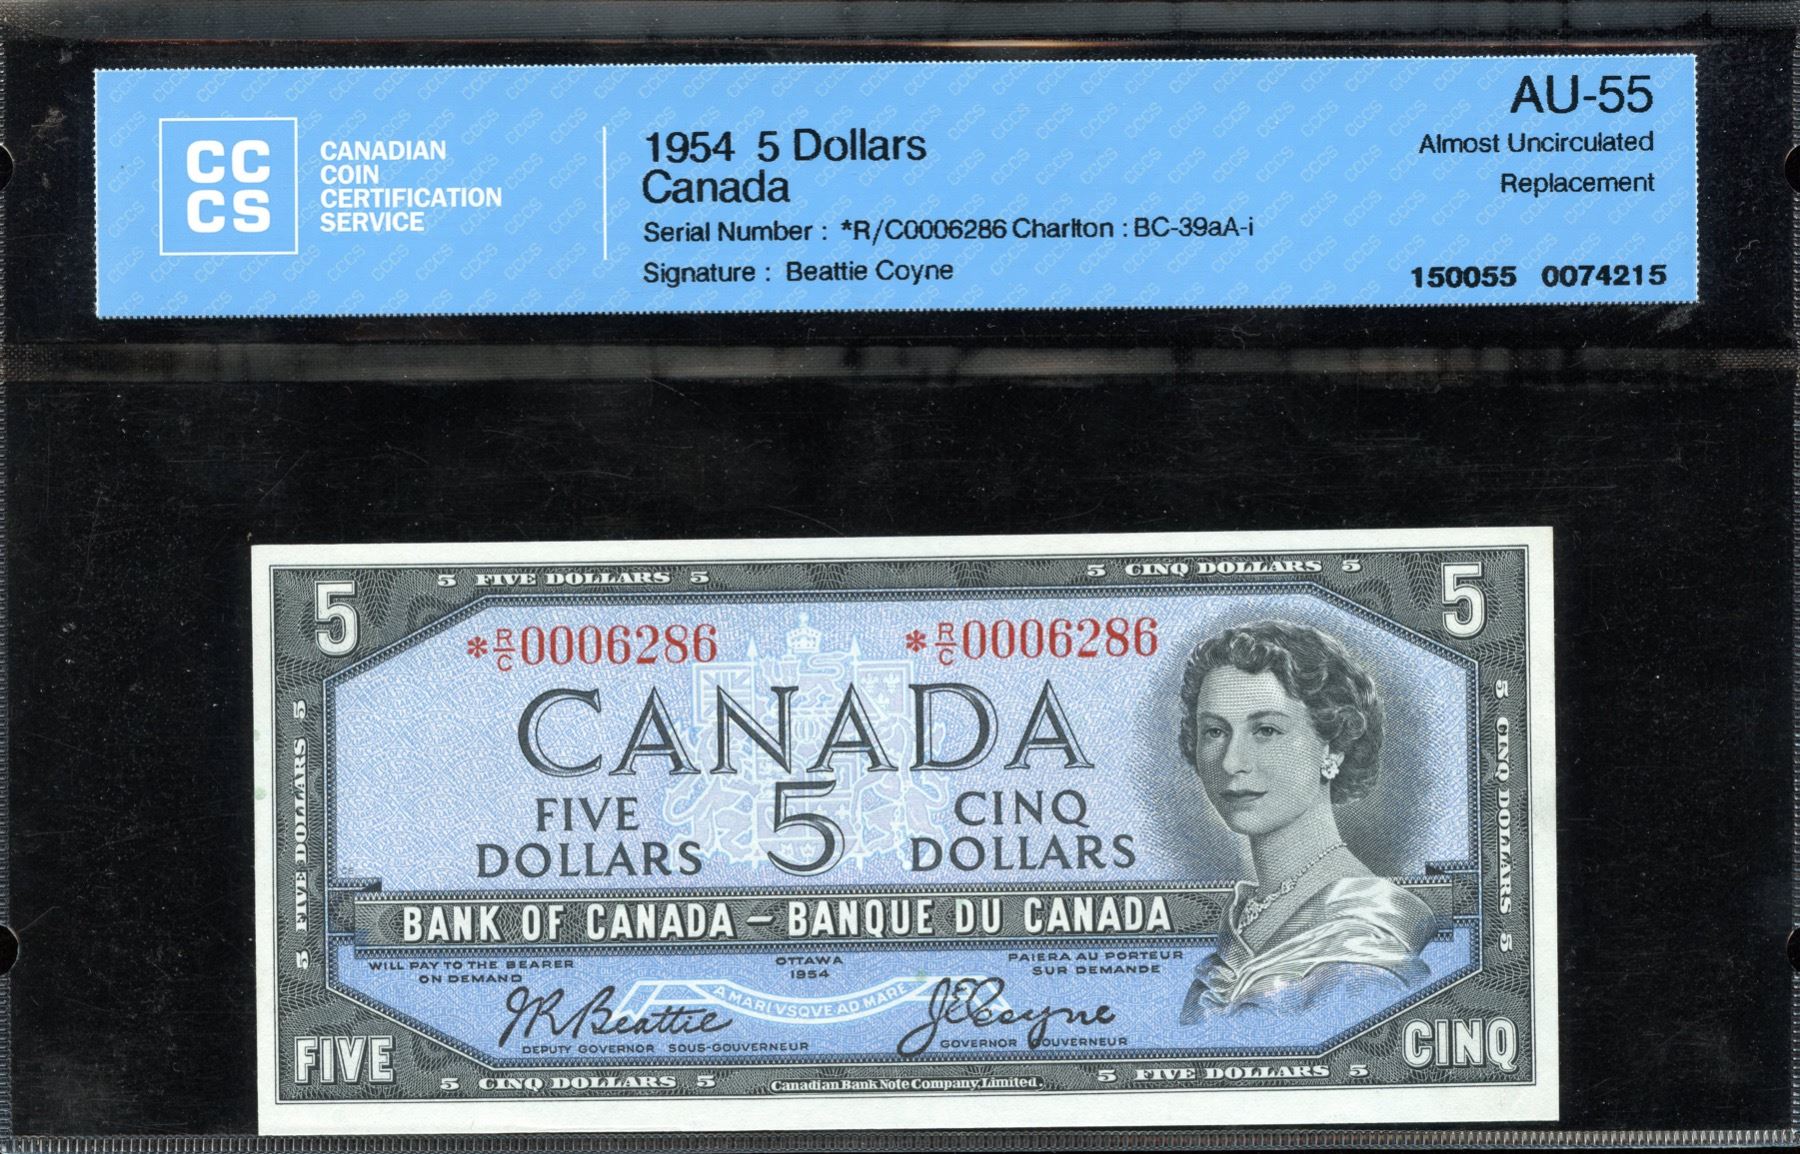 CC
CS
CANADIAN
COIN
CERTIFICATION
SERVICE
1954 5 Dollars
Canada
Serial Number : *R/C0006286 Charlton : BC-39aA-i
Signature : Beattie Coyne
AU-55
Almost Uncirculated
Replacement
150055 0074215
5 5 FIVE DOLLARS 5 5 CINQ DOLLARS 5 5
*R/C0006286 *R/C0006286
CANADA
FIVE DOLLARS
5
CINQ DOLLARS
5 FIVE DOLLARS 5
5 CINQ DOLLARS 5
BANK OF CANADA – BANQUE DU CANADA
WILL PAY TO THE BEARER
ON DEMAND
OTTAWA
1954
PAIERA AU PORTEUR
SUR DEMANDE
A MARI VSQVE AD MARE
JR Beattie
DEPUTY GOVERNOR SOUS-GOUVERNEUR
JE Coyne
GOVERNOR GOUVERNEUR
FIVE
5 CINQ DOLLARS 5
Canadian Bank Note Company, Limited.
5 FIVE DOLLARS 5
CINQ